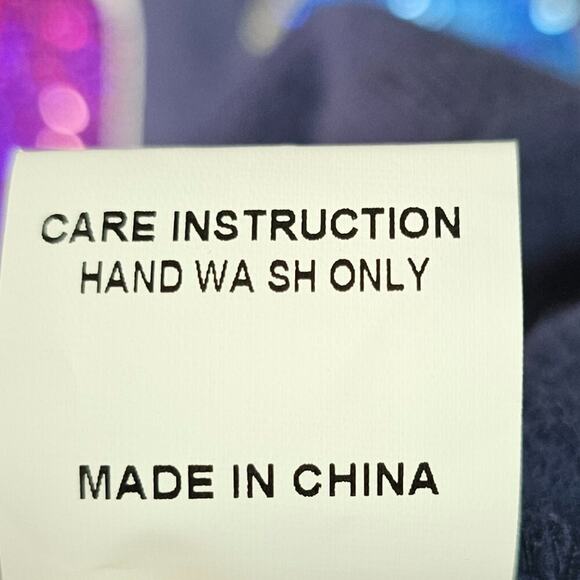 CARE INSTRUCTION
HAND WA SH ONLY
MADE IN CHINA